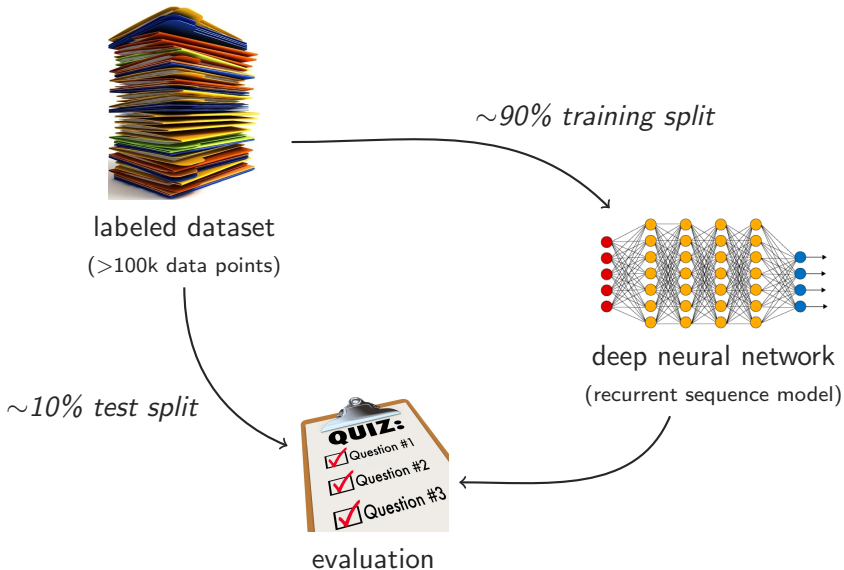 ~90% training split
labeled dataset
(>100k data points)
deep neural network
(recurrent sequence model)
~10% test split
QUIZ:
Question #1
Question #2
Question #3
evaluation